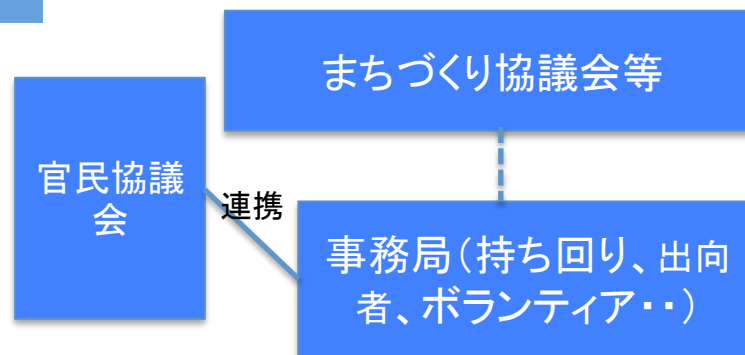 まちづくり協議会等
官民協議
会
連携
事務局(持ち回り、出向
者、ボランティア・・)